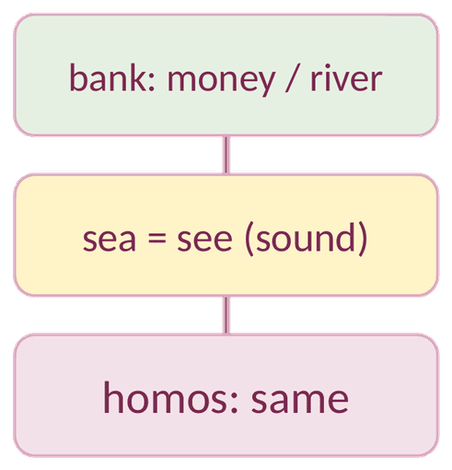 bank: money / river
sea = see (sound)
homos: same